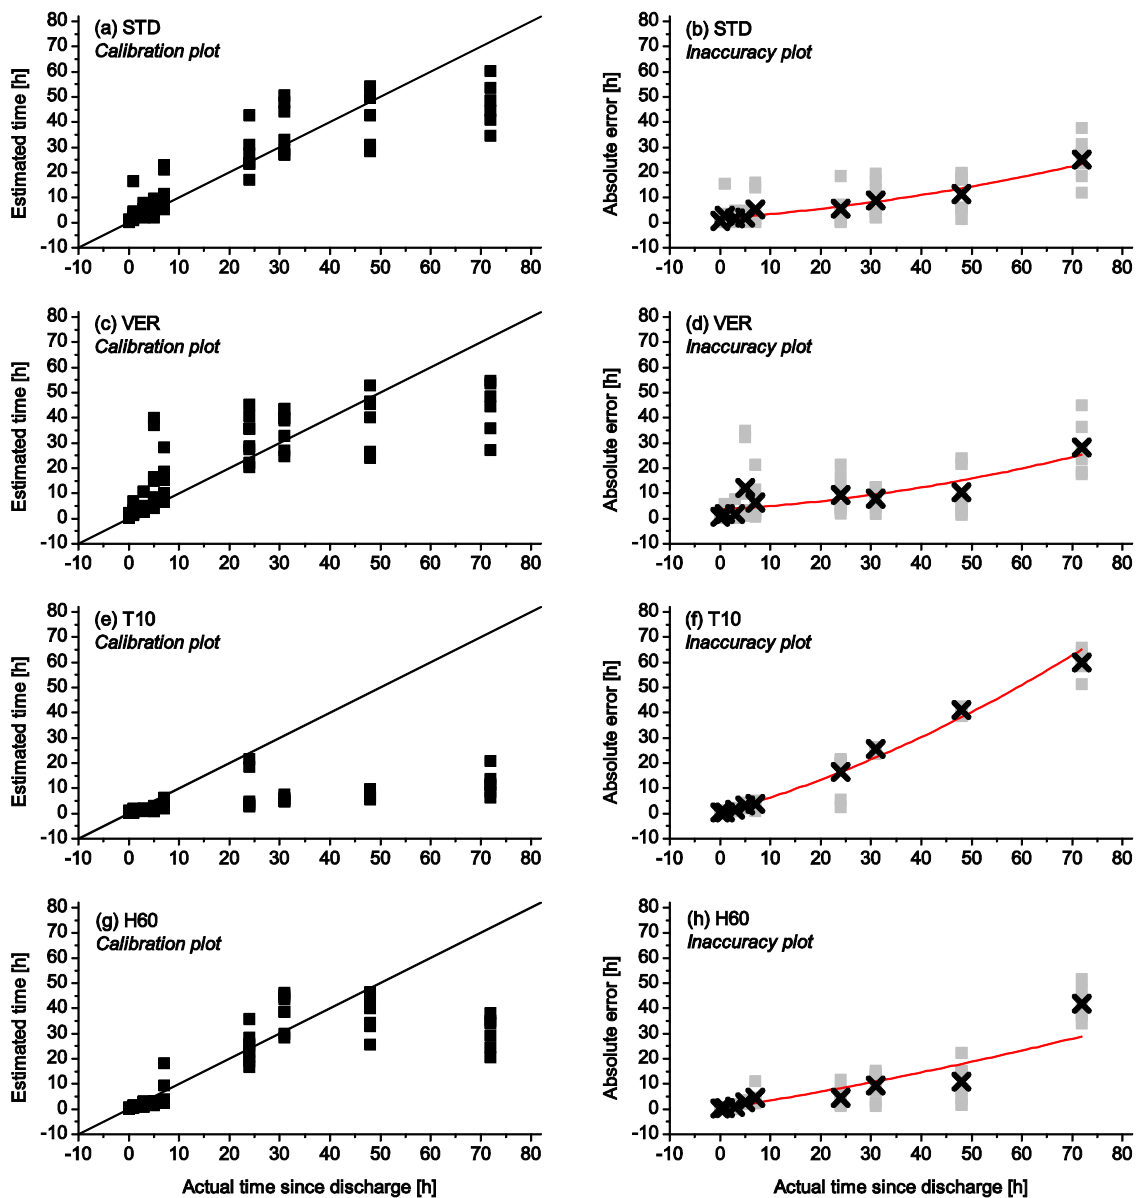 (a) STD
Calibration plot
Estimated time [h]
80
70
60
50
40
30
20
10
0
-10
-10 0 10 20 30 40 50 60 70 80
(b) STD
Inaccuracy plot
Absolute error [h]
80
70
60
50
40
30
20
10
0
-10
-10 0 10 20 30 40 50 60 70 80
(c) VER
Calibration plot
Estimated time [h]
80
70
60
50
40
30
20
10
0
-10
-10 0 10 20 30 40 50 60 70 80
(d) VER
Inaccuracy plot
Absolute error [h]
80
70
60
50
40
30
20
10
0
-10
-10 0 10 20 30 40 50 60 70 80
(e) T10
Calibration plot
Estimated time [h]
80
70
60
50
40
30
20
10
0
-10
-10 0 10 20 30 40 50 60 70 80
(f) T10
Inaccuracy plot
Absolute error [h]
80
70
60
50
40
30
20
10
0
-10
-10 0 10 20 30 40 50 60 70 80
(g) H60
Calibration plot
Estimated time [h]
80
70
60
50
40
30
20
10
0
-10
-10 0 10 20 30 40 50 60 70 80
Actual time since discharge [h]
(h) H60
Inaccuracy plot
Absolute error [h]
80
70
60
50
40
30
20
10
0
-10
-10 0 10 20 30 40 50 60 70 80
Actual time since discharge [h]